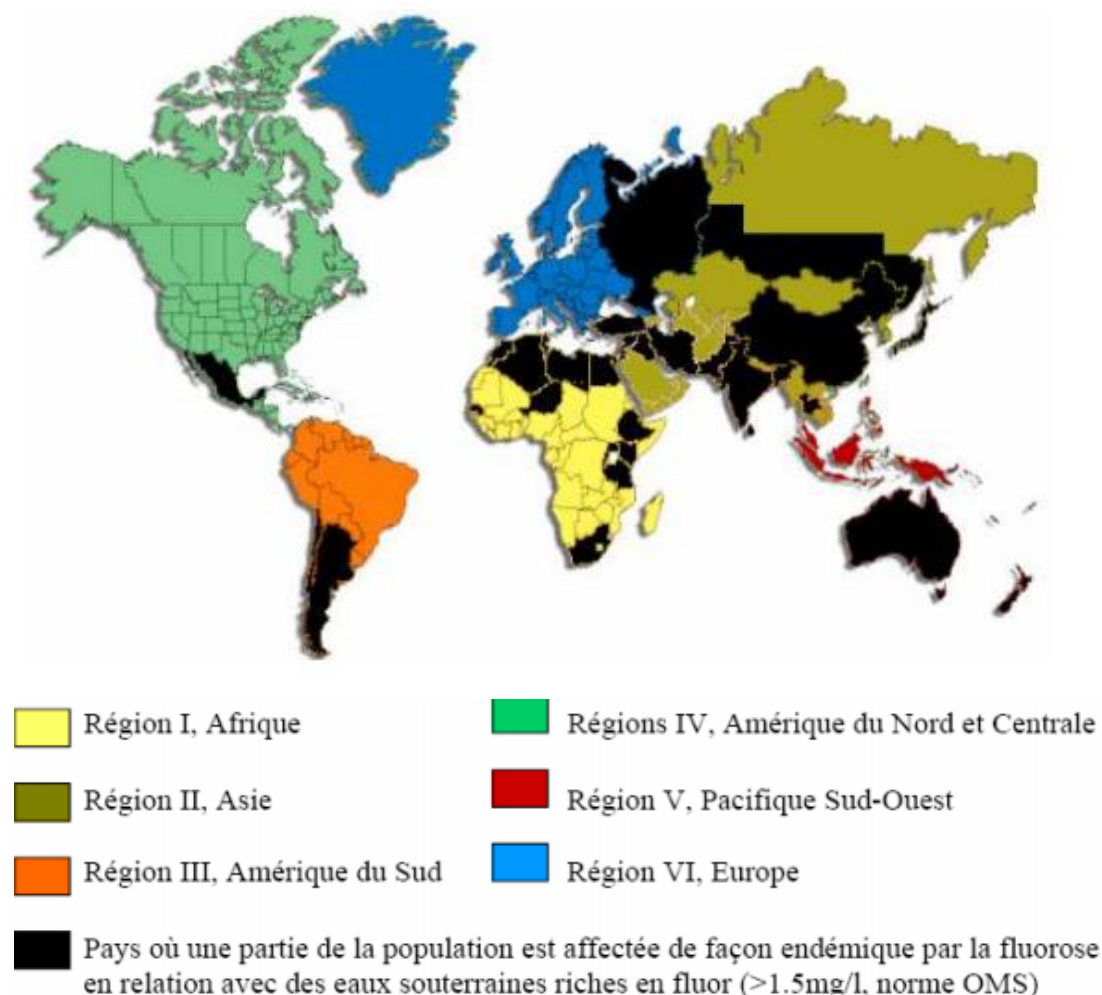 Région I, Afrique
Régions IV, Amérique du Nord et Centrale
Région II, Asie
Région V, Pacifique Sud-Ouest
Région III, Amérique du Sud
Région VI, Europe
Pays où une partie de la population est affectée de façon endémique par la fluorose
en relation avec des eaux souterraines riches en fluor (>1.5mg/l, norme OMS)